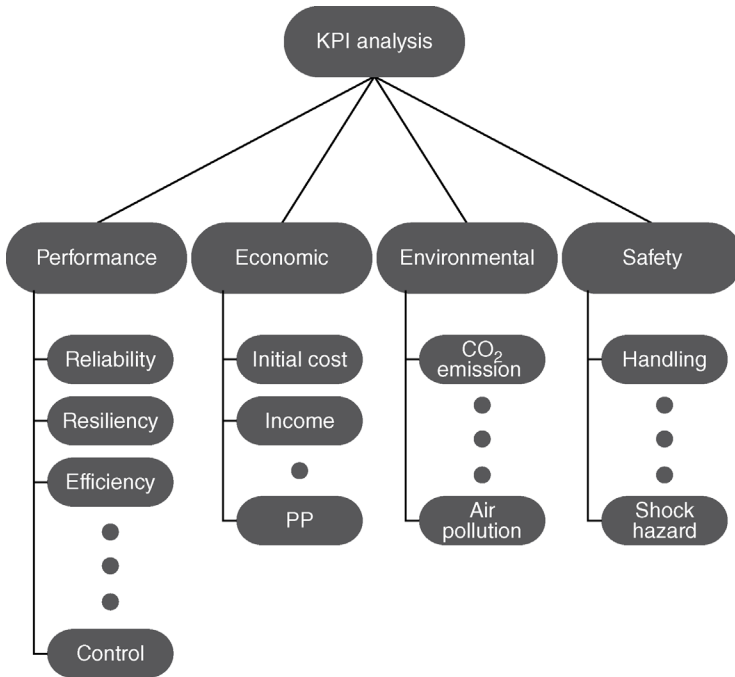 KPI analysis
Performance
Economic
Environmental
Safety
Reliability
Resiliency
Efficiency
Control
Initial cost
Income
PP
CO₂
emission
Air
pollution
Handling
Shock
hazard